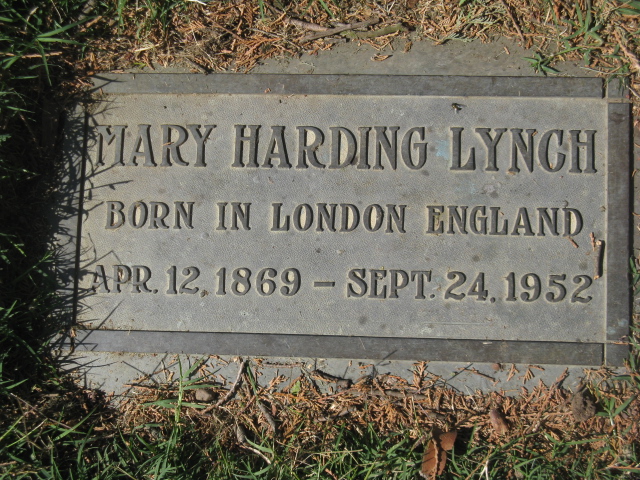 MARY HARDING LYNCH
BORN IN LONDON ENGLAND
APR. 12, 1869 – SEPT. 24, 1952